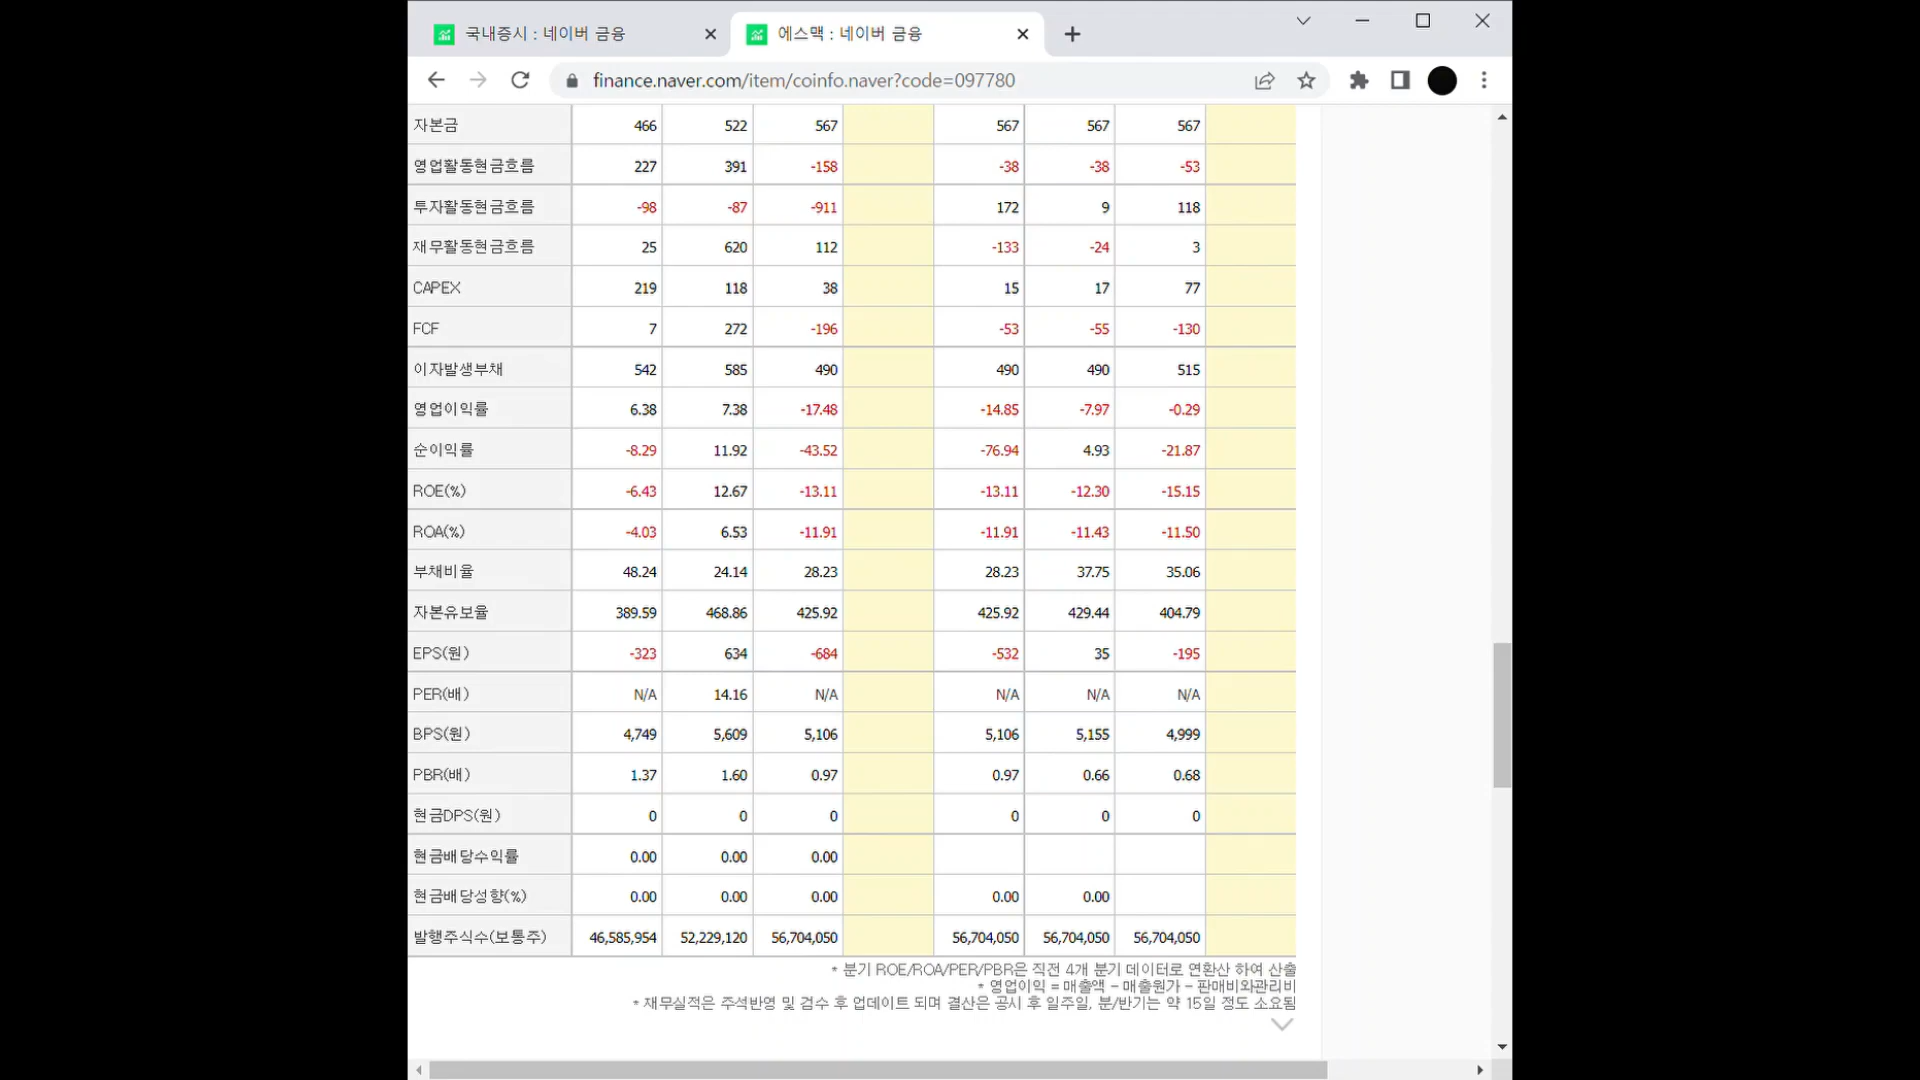 국내증시 : 네이버 금융
에스맥 : 네이버 금융
finance.naver.com/item/coinfo.naver?code=097780
자본금 466 522 567 567 567 567
영업활동현금흐름 227 391 -158 -38 -38 -53
투자활동현금흐름 -98 -87 -911 172 9 118
재무활동현금흐름 25 620 112 -133 -24 3
CAPEX 219 118 38 15 17 77
FCF 7 272 -196 -53 -55 -130
이자발생부채 542 585 490 490 490 515
영업이익률 6.38 7.38 -17.48 -14.85 -7.97 -0.29
순이익률 -8.29 11.92 -43.52 -76.94 4.93 -21.87
ROE(%) -6.43 12.67 -13.11 -13.11 -12.30 -15.15
ROA(%) -4.03 6.53 -11.91 -11.91 -11.43 -11.50
부채비율 48.24 24.14 28.23 28.23 37.75 35.06
자본유보율 389.59 468.86 425.92 425.92 429.44 404.79
EPS(원) -323 634 -684 -532 35 -195
PER(배) N/A 14.16 N/A N/A N/A N/A
BPS(원) 4,749 5,609 5,106 5,106 5,155 4,999
PBR(배) 1.37 1.60 0.97 0.97 0.66 0.68
현금DPS(원) 0 0 0 0 0 0
현금배당수익률 0.00 0.00 0.00
현금배당성향(%) 0.00 0.00 0.00 0.00 0.00
발행주식수(보통주) 46,585,954 52,229,120 56,704,050 56,704,050 56,704,050 56,704,050
* 분기 ROE/ROA/PER/PBR은 직전 4개 분기 데이터로 연환산 하여 산출
* 영업이익 = 매출액 - 매출원가 - 판매비와관리비
* 재무실적은 주석반영 및 검수 후 업데이트 되며 결산은 공시 후 일주일, 분/반기는 약 15일 정도 소요됨